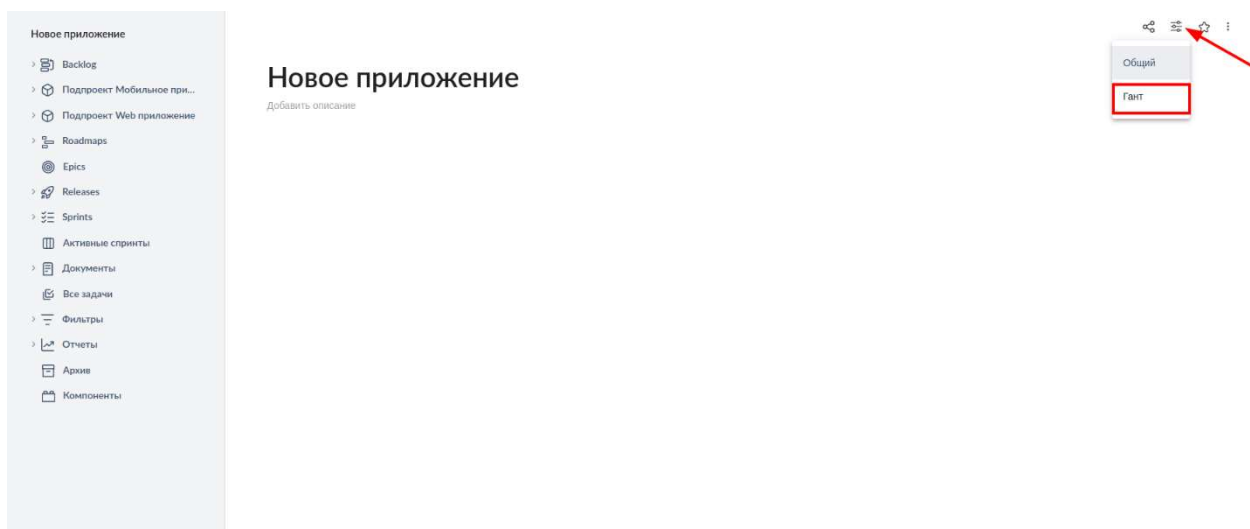 Новое приложение
Backlog
Подпроект Мобильное при...
Подпроект Web приложение
Roadmaps
Epics
Releases
Sprints
Активные спринты
Документы
Все задачи
Фильтры
Отчеты
Архив
Компоненты
Новое приложение
Добавить описание
Общий
Гант